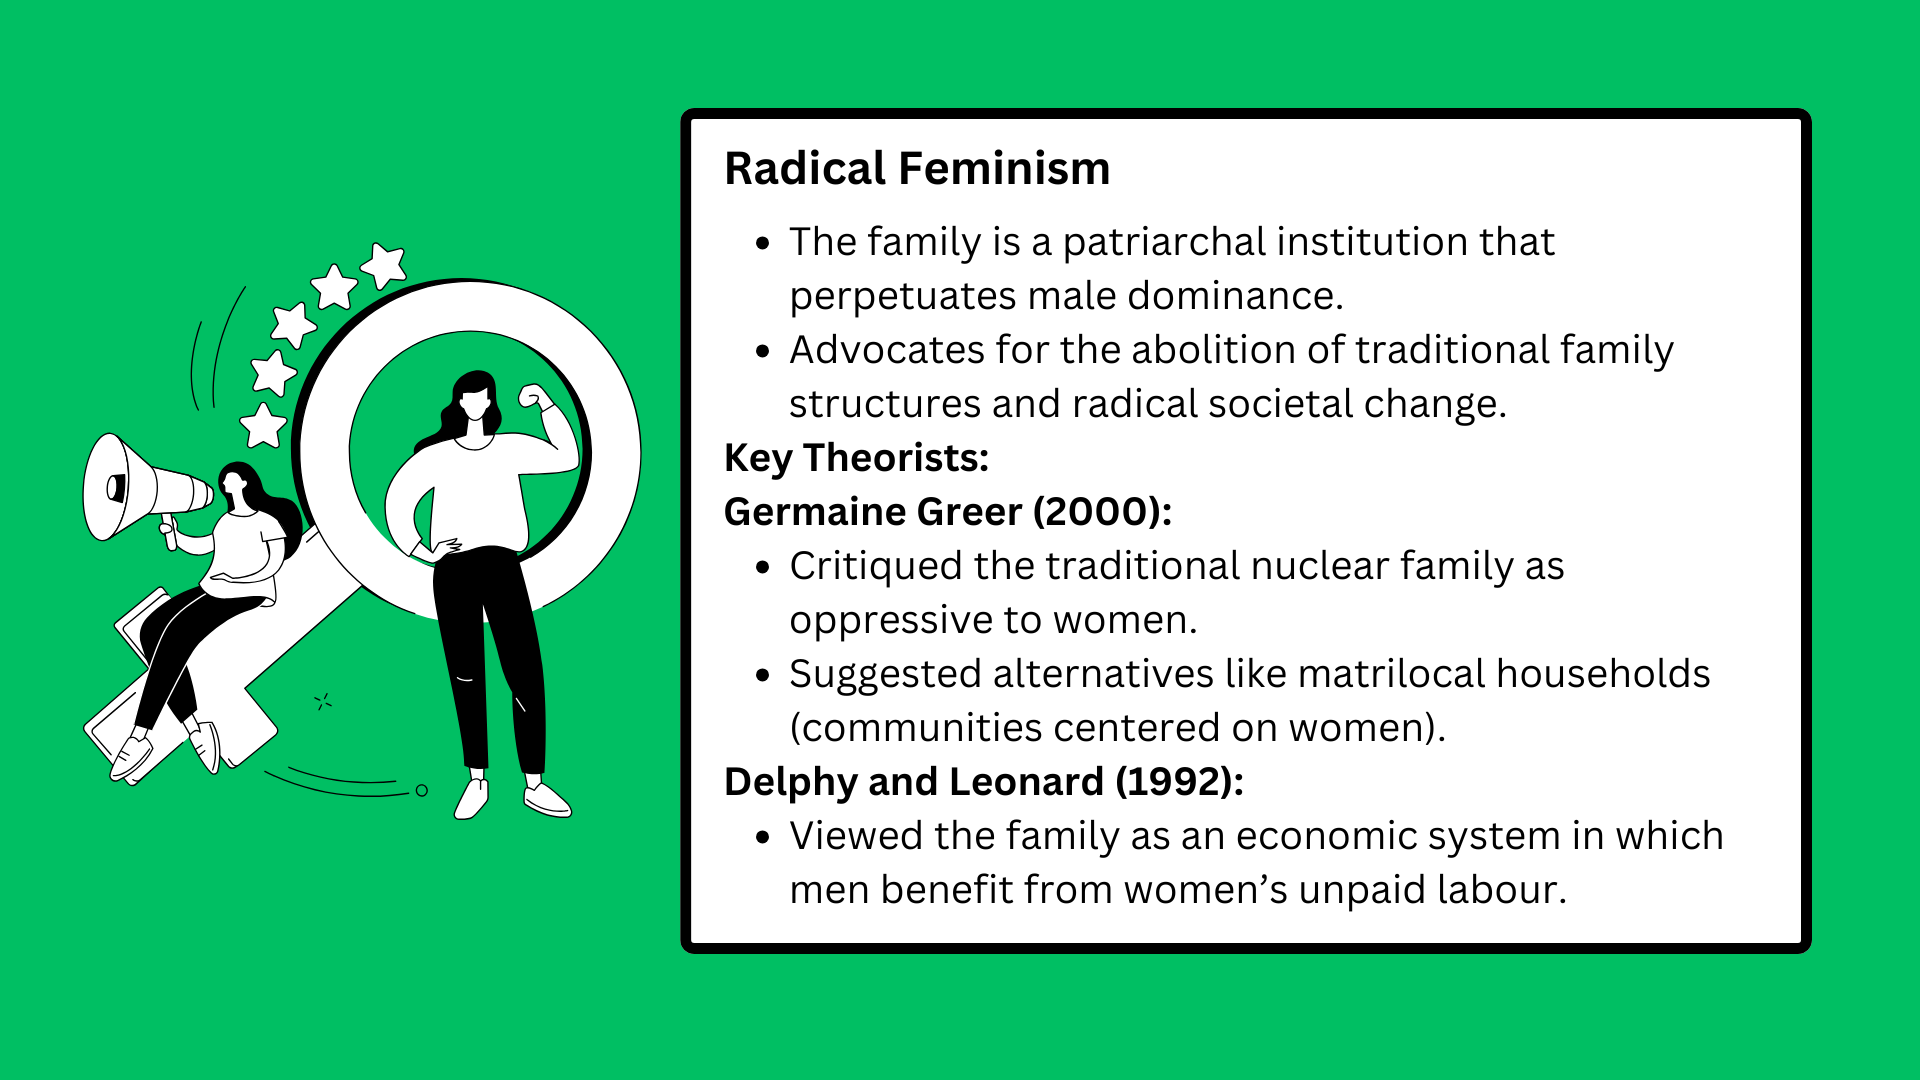 Radical Feminism
• The family is a patriarchal institution that
perpetuates male dominance.
• Advocates for the abolition of traditional family
structures and radical societal change.
Key Theorists:
Germaine Greer (2000):
• Critiqued the traditional nuclear family as
oppressive to women.
• Suggested alternatives like matrilocal households
(communities centered on women).
Delphy and Leonard (1992):
• Viewed the family as an economic system in which
men benefit from women’s unpaid labour.